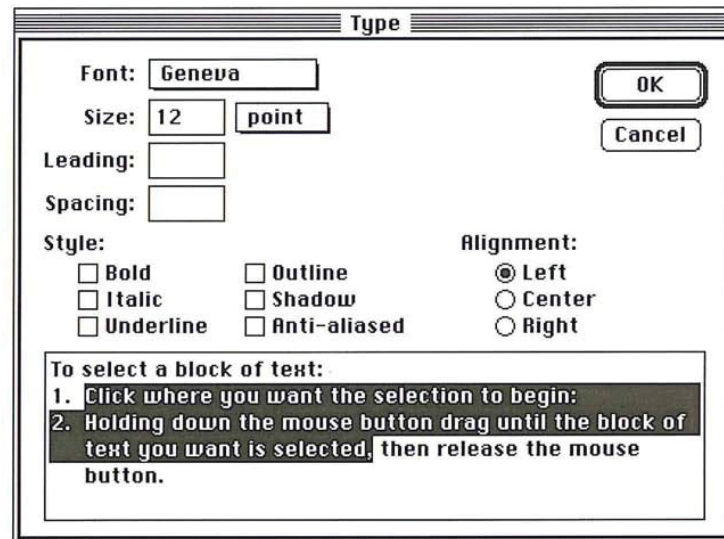 Type
Font: Geneva
Size: 12 point
Leading:
Spacing:
OK
Cancel
Style:
Bold
Italic
Underline
Outline
Shadow
Anti-aliased
Alignment:
Left
Center
Right
To select a block of text:
1. Click where you want the selection to begin:
2. Holding down the mouse button drag until the block of
text you want is selected, then release the mouse
button.